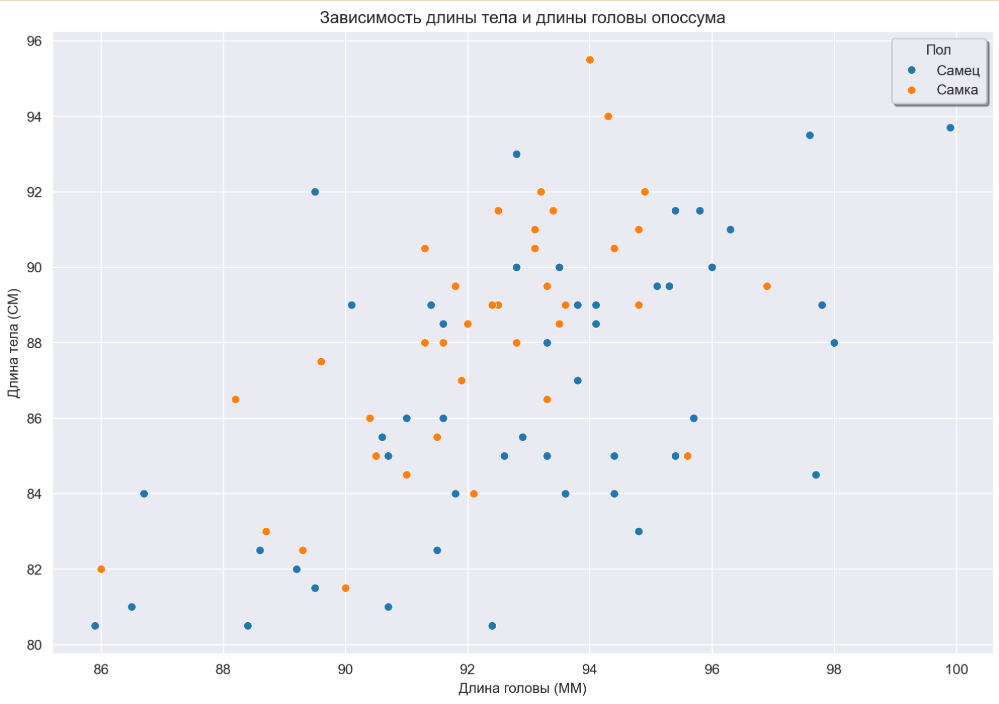 Зависимость длины тела и длины головы опоссума
Пол
Самец
Самка
96
94
92
90
88
86
84
82
80
Длина тела (СМ)
86 88 90 92 94 96 98 100
Длина головы (ММ)